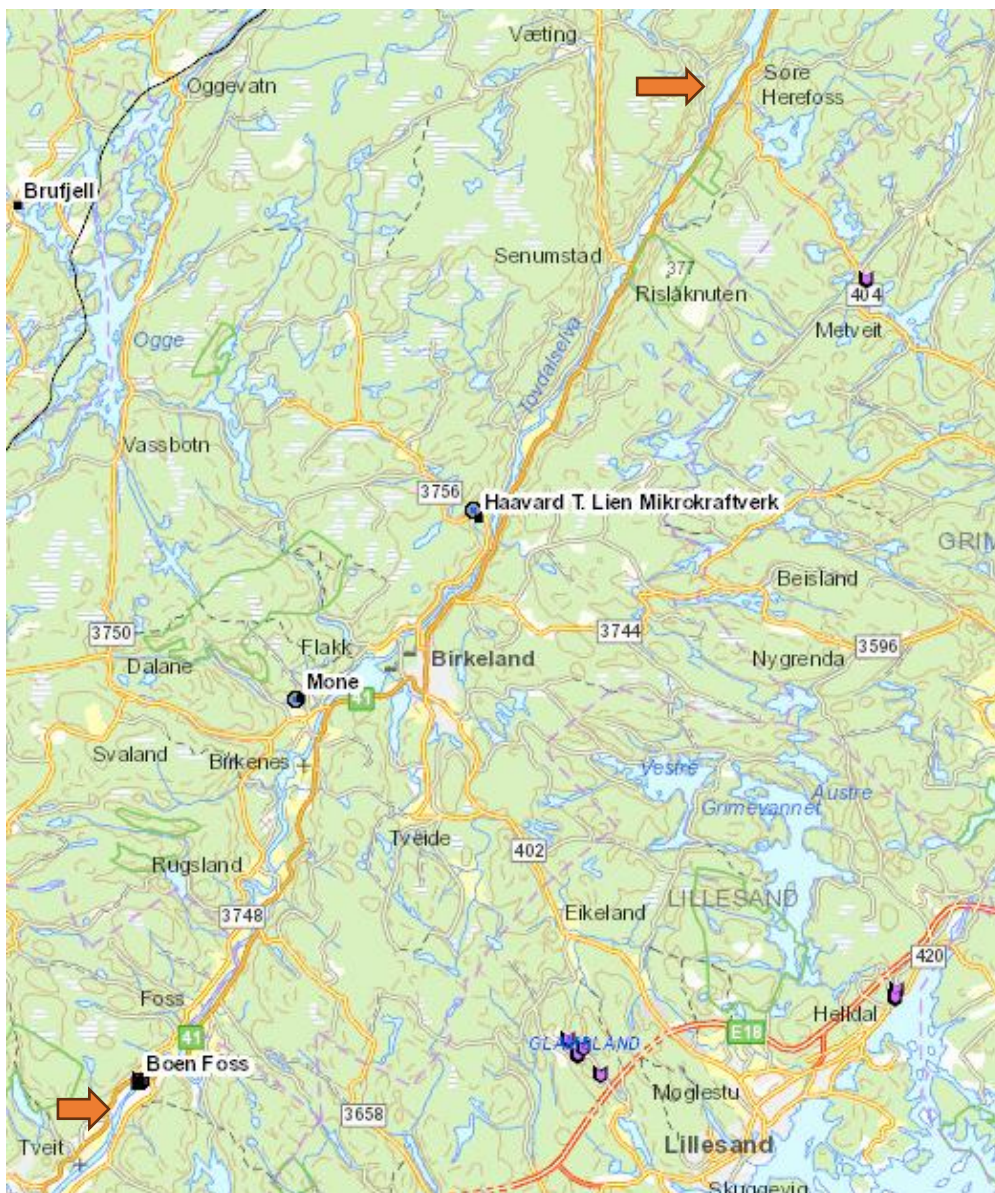 Væting
Søre
Herefoss
Oggevatn
Brufjell
Senumstad
377
Rislåknuten
404
Metveit
Ogge
Tovdalselva
Vassbotn
3756
Haavard T. Lien Mikrokraftverk
GRIM
Beisland
3750
Flakk
3744
3596
Dalane
Birkeland
Nygrenda
Mone
41
Svaland
Birkenes
Vestre
Austre
Grimevannet
Tveide
402
Rugsland
LILLESAND
3748
Eikeland
420
Foss
Helldal
41
E18
Boen Foss
Moglestu
3658
Tveit
Lillesand
Skuggevig